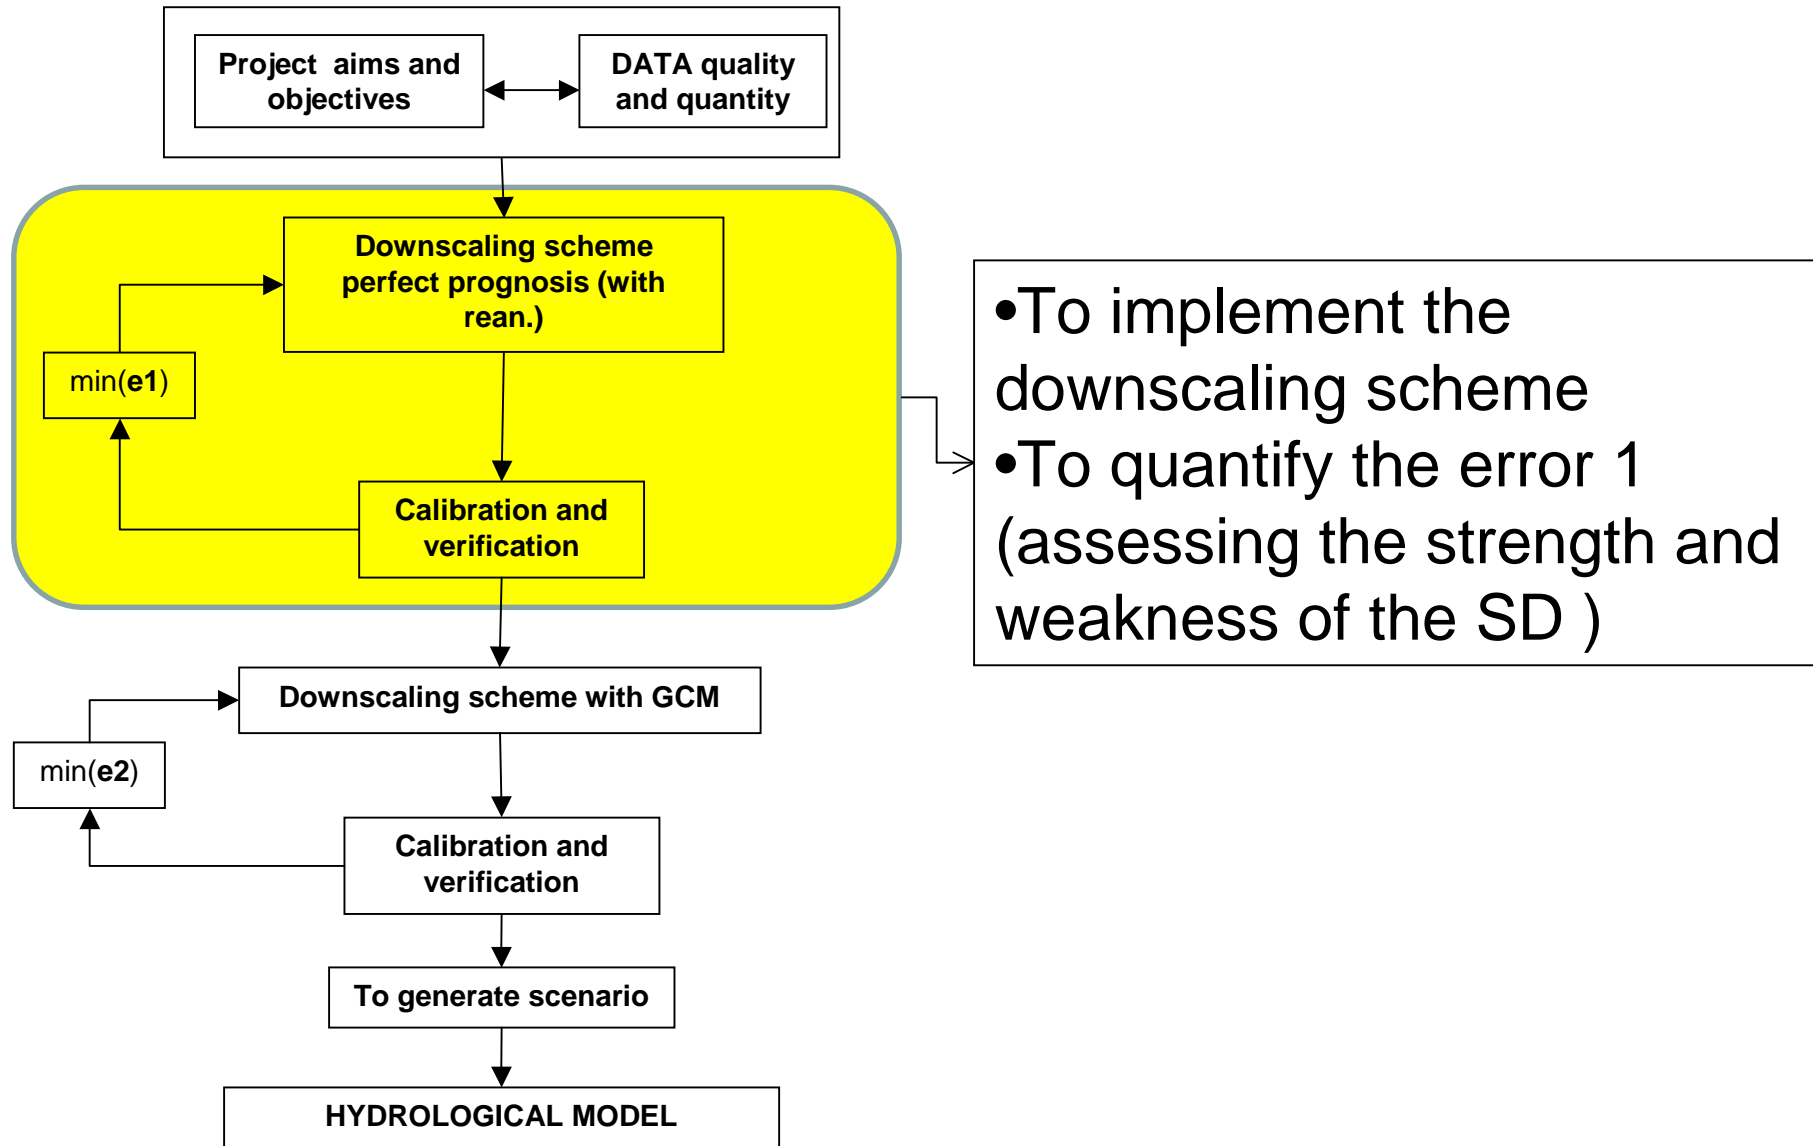 Project aims and
objectives
DATA quality
and quantity
Downscaling scheme
perfect prognosis (with
rean.)
min(e1)
Calibration and
verification
•To implement the
downscaling scheme
•To quantify the error 1
(assessing the strength and
weakness of the SD )
Downscaling scheme with GCM
min(e2)
Calibration and
verification
To generate scenario
HYDROLOGICAL MODEL